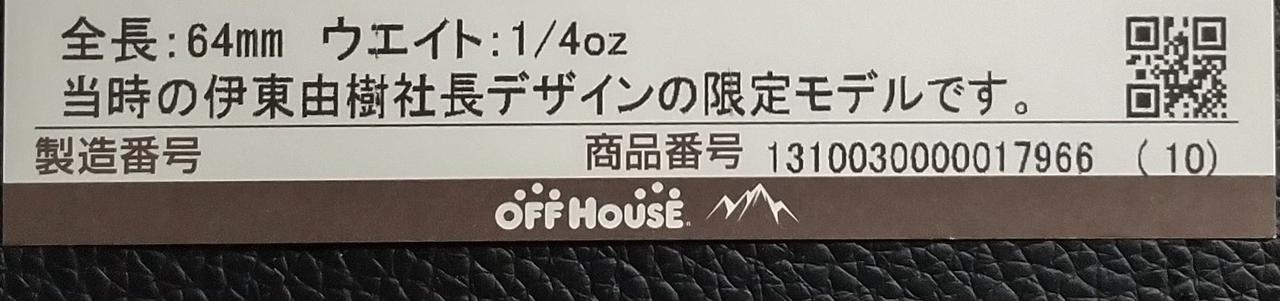 全長:64mm ウエイト:1/4oz
当時の伊東由樹社長デザインの限定モデルです。
製造番号 商品番号 1310030000017966 (10)
OFF HOUSE